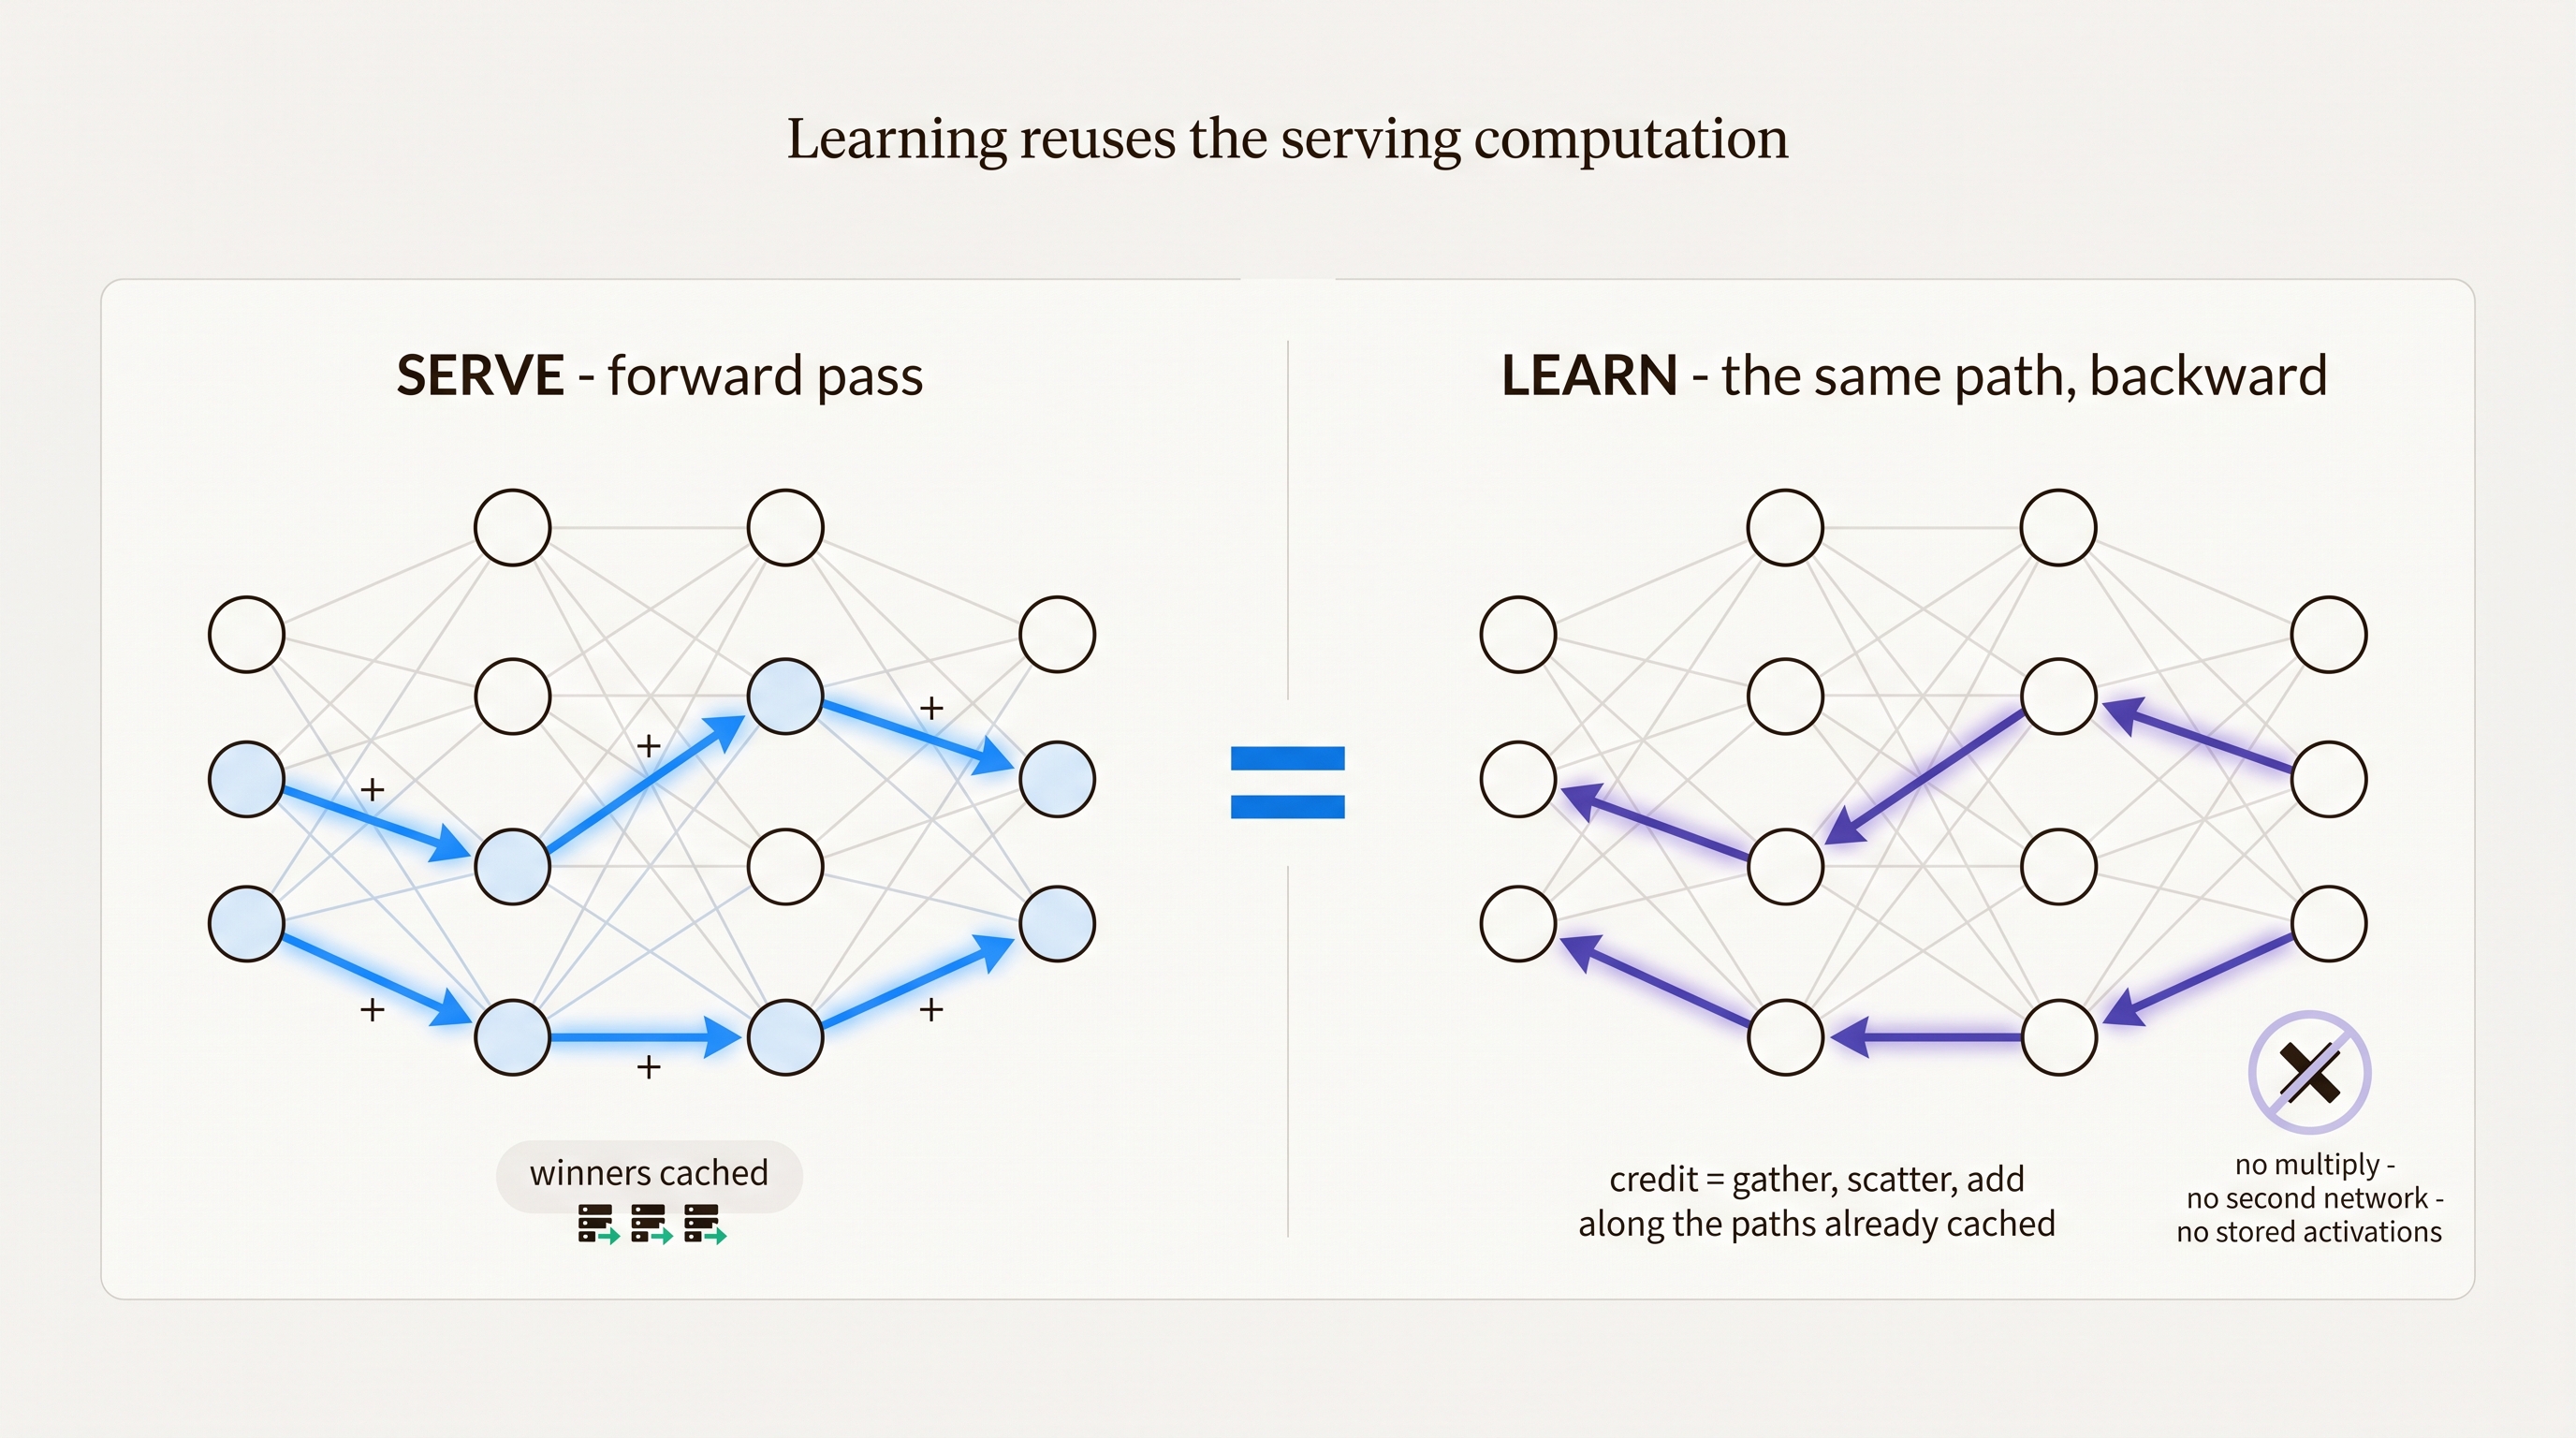 Learning reuses the serving computation
SERVE - forward pass
+
+
+
+
+
+
winners cached
=
LEARN - the same path, backward
credit = gather, scatter, add
along the paths already cached
no multiply -
no second network -
no stored activations